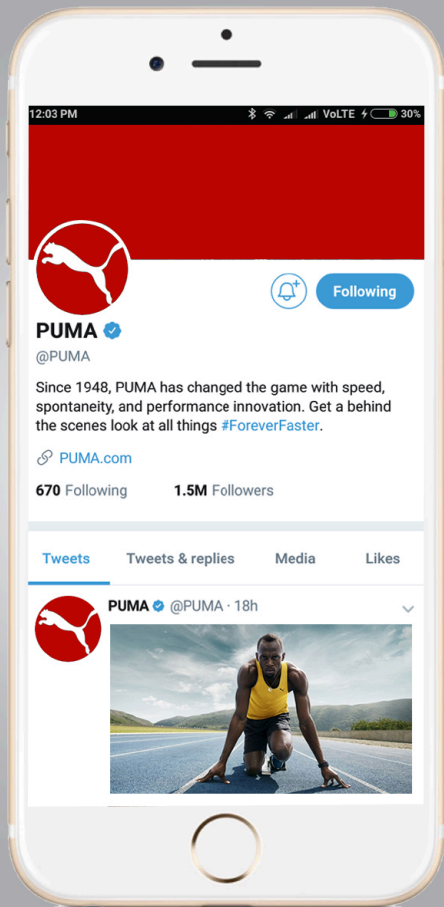 12:03 PM VoLTE 30%
Following
PUMA
@PUMA
Since 1948, PUMA has changed the game with speed,
spontaneity, and performance innovation. Get a behind
the scenes look at all things #ForeverFaster.
PUMA.com
670 Following 1.5M Followers
Tweets Tweets & replies Media Likes
PUMA @PUMA · 18h